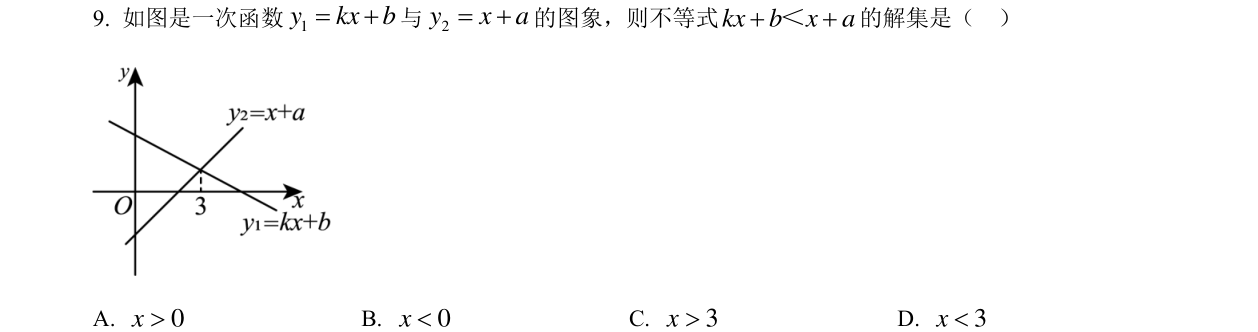 9. 如图是一次函数 y₁ = kx + b 与 y₂ = x + a 的图象，则不等式 kx + b < x + a 的解集是（　）
y
y₂=x+a
O
3
x
y₁=kx+b
A. x > 0 B. x < 0 C. x > 3 D. x < 3